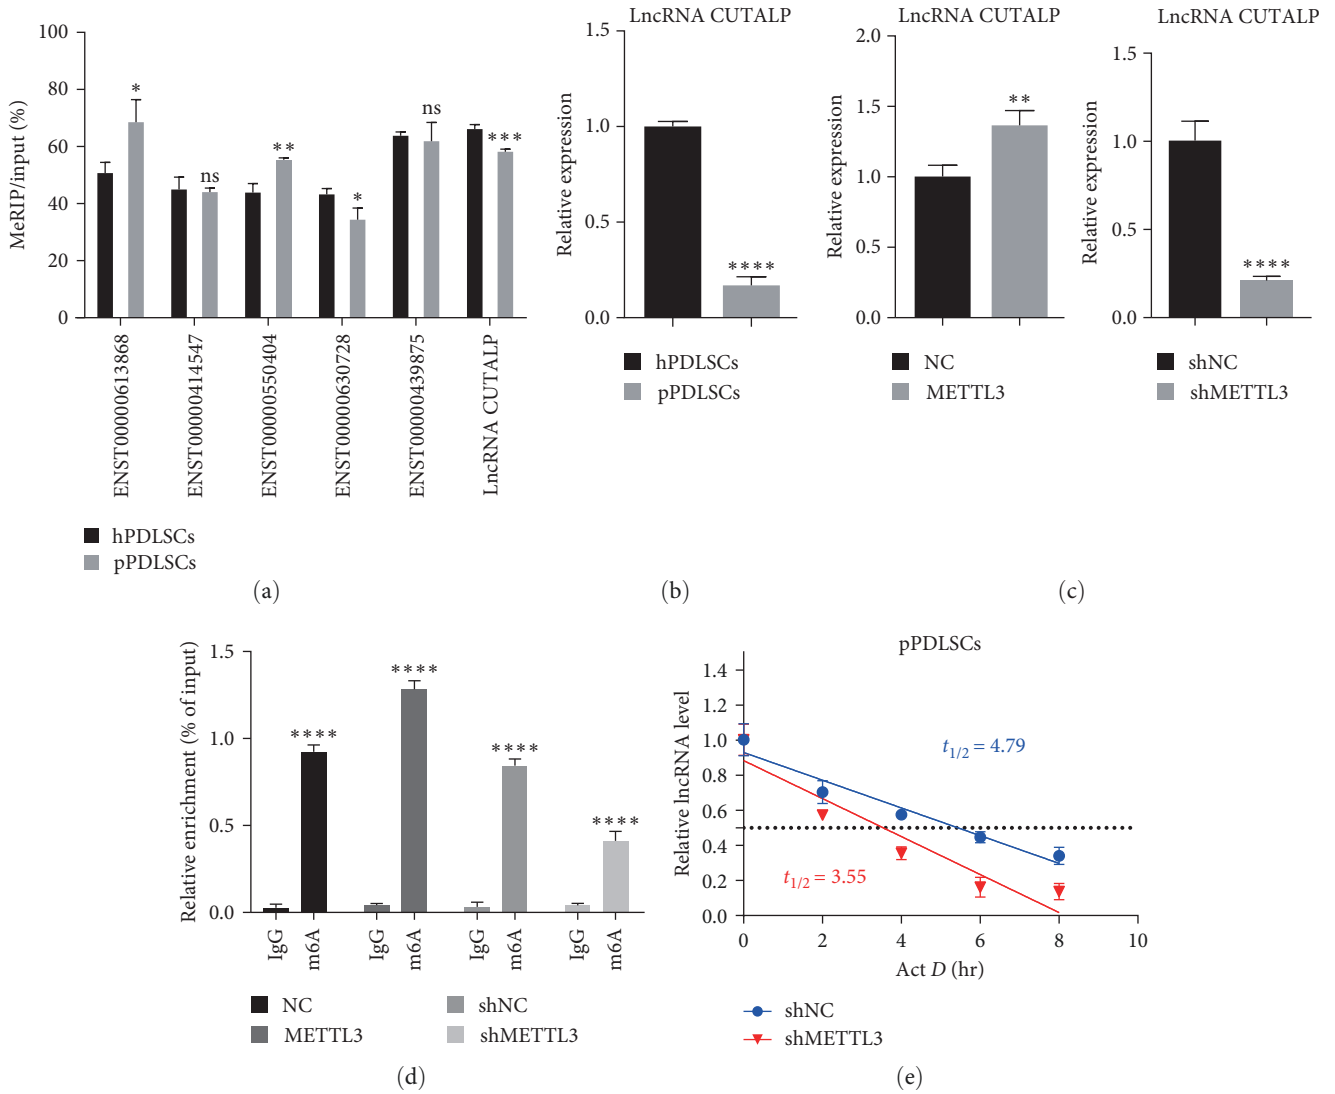 100
80
60
40
20
0
MeRIP/input (%)
*
ns
**
*
ns
***
ENST00000613868
ENST00000414547
ENST00000550404
ENST00000630728
ENST00000439875
LncRNA CUTALP
hPDLSCs
pPDLSCs
(a)
LncRNA CUTALP
1.5
1.0
0.5
0.0
Relative expression
****
hPDLSCs
pPDLSCs
(b)
LncRNA CUTALP
2.0
1.5
1.0
0.5
0.0
Relative expression
**
NC
METTL3
LncRNA CUTALP
1.5
1.0
0.5
0.0
Relative expression
****
shNC
shMETTL3
(c)
1.5
1.0
0.5
0.0
Relative enrichment (% of input)
****
****
****
****
IgG
m6A
IgG
m6A
IgG
m6A
IgG
m6A
NC
METTL3
shNC
shMETTL3
(d)
pPDLSCs
1.4
1.2
1.0
0.8
0.6
0.4
0.2
0.0
Relative lncRNA level
t1/2 = 4.79
t1/2 = 3.55
0 2 4 6 8 10
Act D (hr)
shNC
shMETTL3
(e)